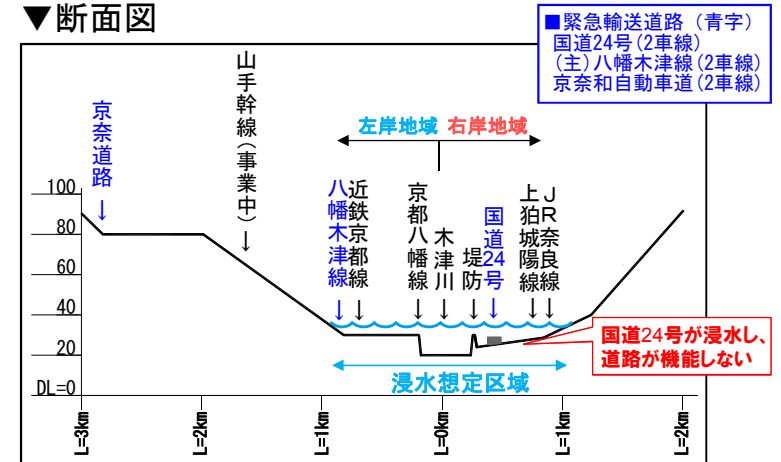 ▼断面図
■緊急輸送道路(青字)
国道24号(2車線)
(主)八幡木津線(2車線)
京奈和自動車道(2車線)
京奈道路
山手幹線(事業中)
左岸地域 右岸地域
八幡木津線
近鉄京都線
京都八幡線
木津川
堤防
国道24号
上狛城陽線
JR奈良線
100
80
60
40
20
DL=0
国道24号が浸水し、
道路が機能しない
浸水想定区域
L=3km
L=2km
L=1km
L=0km
L=1km
L=2km